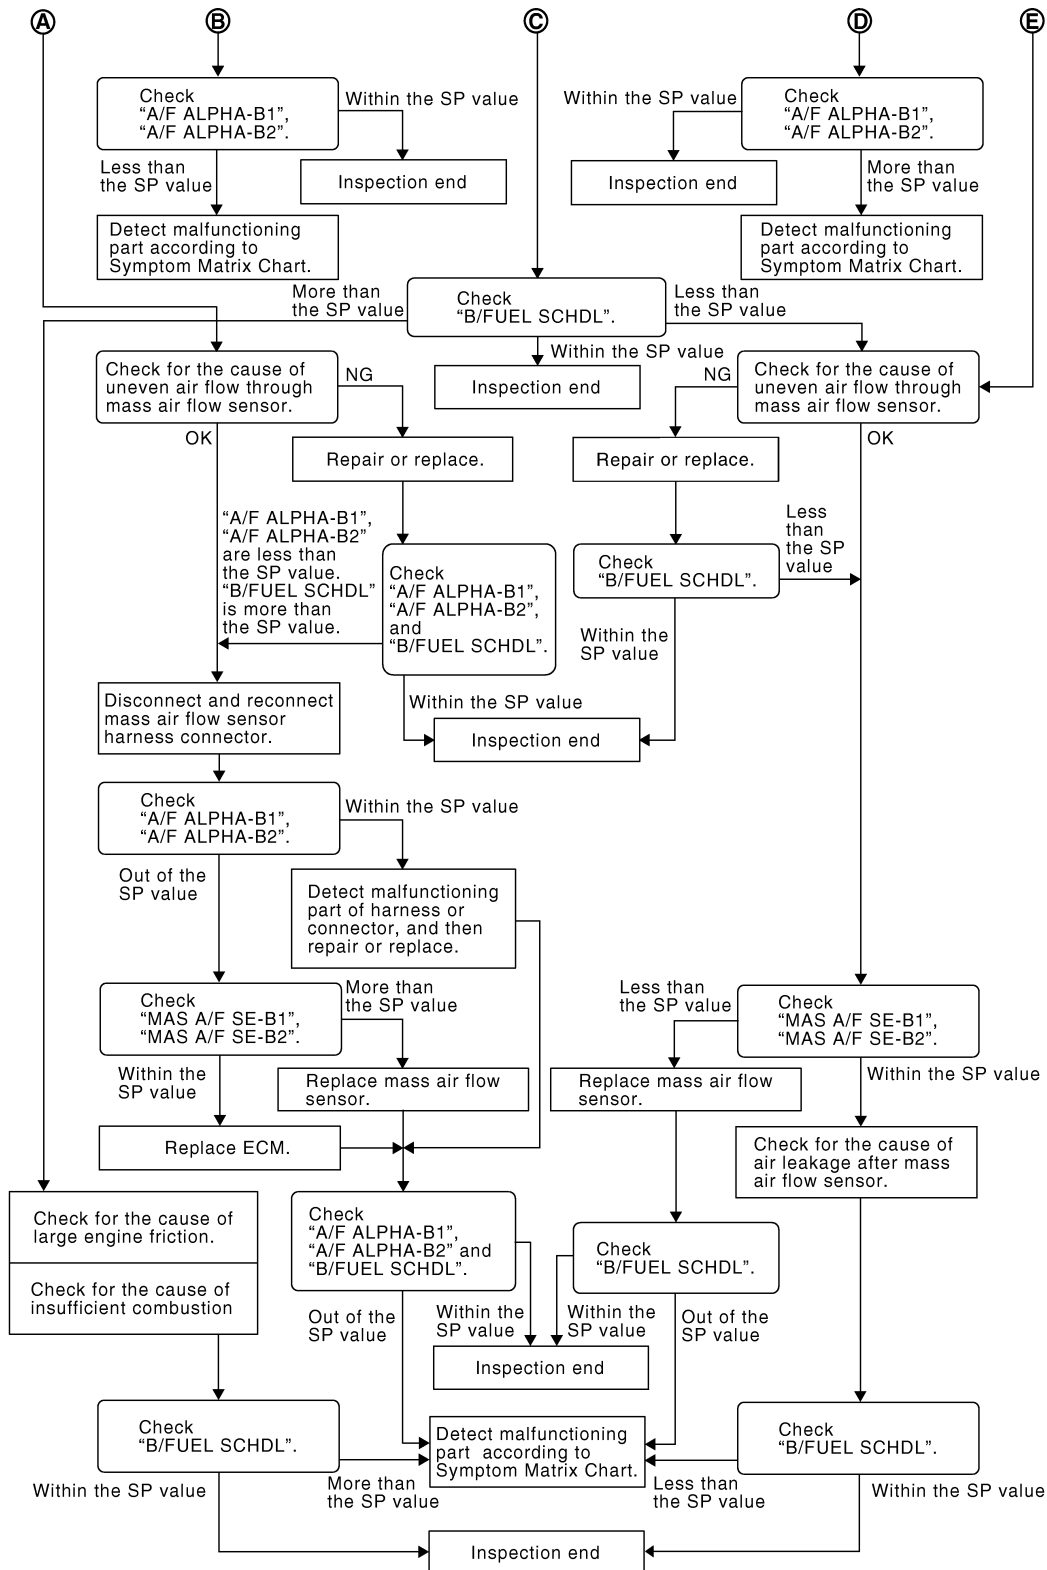 A
B
C
D
E
Check
“A/F ALPHA-B1”,
“A/F ALPHA-B2”.
Within the SP value
Within the SP value
Check
“A/F ALPHA-B1”,
“A/F ALPHA-B2”.
Less than
the SP value
Inspection end
Inspection end
More than
the SP value
Detect malfunctioning
part according to
Symptom Matrix Chart.
Detect malfunctioning
part according to
Symptom Matrix Chart.
More than
the SP value
Check
“B/FUEL SCHDL”.
Less than
the SP value
Within the SP value
Check for the cause of
uneven air flow through
mass air flow sensor.
NG
Inspection end
NG
Check for the cause of
uneven air flow through
mass air flow sensor.
OK
OK
Repair or replace.
Repair or replace.
“A/F ALPHA-B1”,
“A/F ALPHA-B2”
are less than
the SP value.
“B/FUEL SCHDL”
is more than
the SP value.
Check
“A/F ALPHA-B1”,
“A/F ALPHA-B2”,
and
“B/FUEL SCHDL”.
Check
“B/FUEL SCHDL”.
Less
than
the SP
value
Within the
SP value
Within the SP value
Inspection end
Disconnect and reconnect
mass air flow sensor
harness connector.
Check
“A/F ALPHA-B1”,
“A/F ALPHA-B2”.
Within the SP value
Out of the
SP value
Detect malfunctioning
part of harness or
connector, and then
repair or replace.
Check
“MAS A/F SE-B1”,
“MAS A/F SE-B2”.
More than
the SP value
Less than
the SP value
Check
“MAS A/F SE-B1”,
“MAS A/F SE-B2”.
Within the
SP value
Within the SP value
Replace mass air flow
sensor.
Replace mass air flow
sensor.
Replace ECM.
Check for the cause of
air leakage after mass
air flow sensor.
Check for the cause of
large engine friction.
Check for the cause of
insufficient combustion
Check
“A/F ALPHA-B1”,
“A/F ALPHA-B2” and
“B/FUEL SCHDL”.
Check
“B/FUEL SCHDL”.
Out of the
SP value
Within the
SP value
Within the
SP value
Out of the
SP value
Inspection end
Check
“B/FUEL SCHDL”.
Detect malfunctioning
part  according to
Symptom Matrix Chart.
Check
“B/FUEL SCHDL”.
Within the SP value
More than
the SP value
Less than
the SP value
Within the SP value
Inspection end